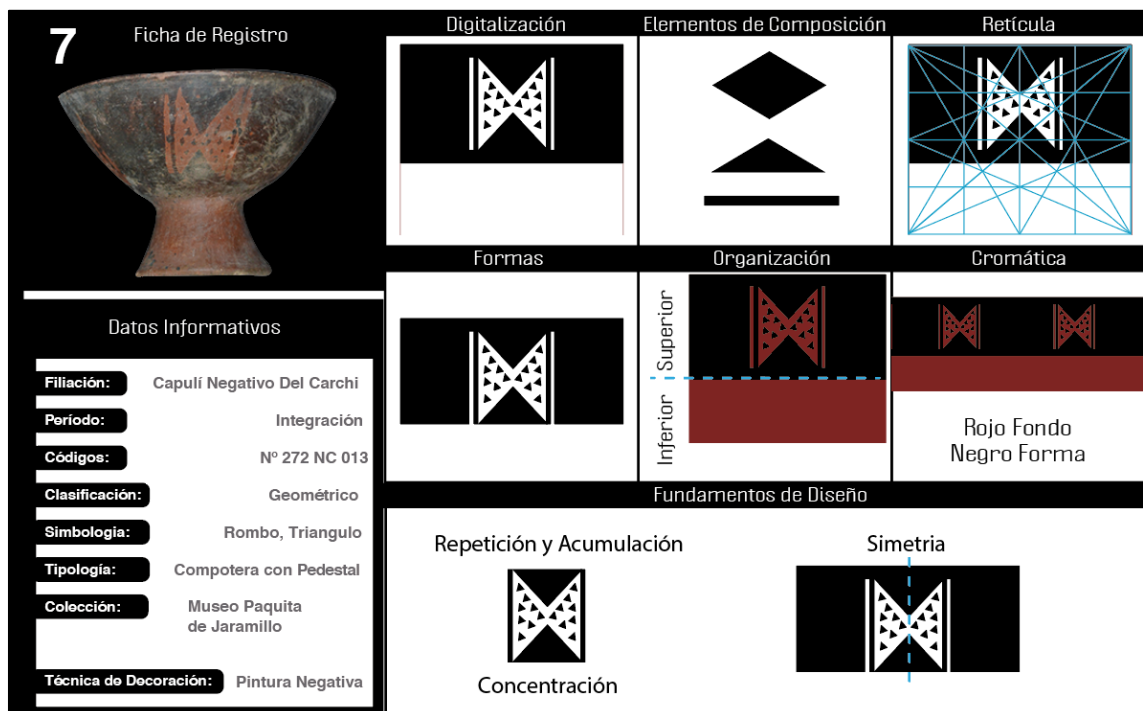 7
Ficha de Registro
Datos Informativos
Filiación: Capulí Negativo Del Carchi
Período: Integración
Códigos: Nº 272 NC 013
Clasificación: Geométrico
Simbologia: Rombo, Triangulo
Tipología: Compotera con Pedestal
Colección: Museo Paquita
de Jaramillo
Técnica de Decoración: Pintura Negativa
Digitalización
Elementos de Composición
Retícula
Formas
Organización
Superior
Inferior
Cromática
Rojo Fondo
Negro Forma
Fundamentos de Diseño
Repetición y Acumulación
Concentración
Simetria